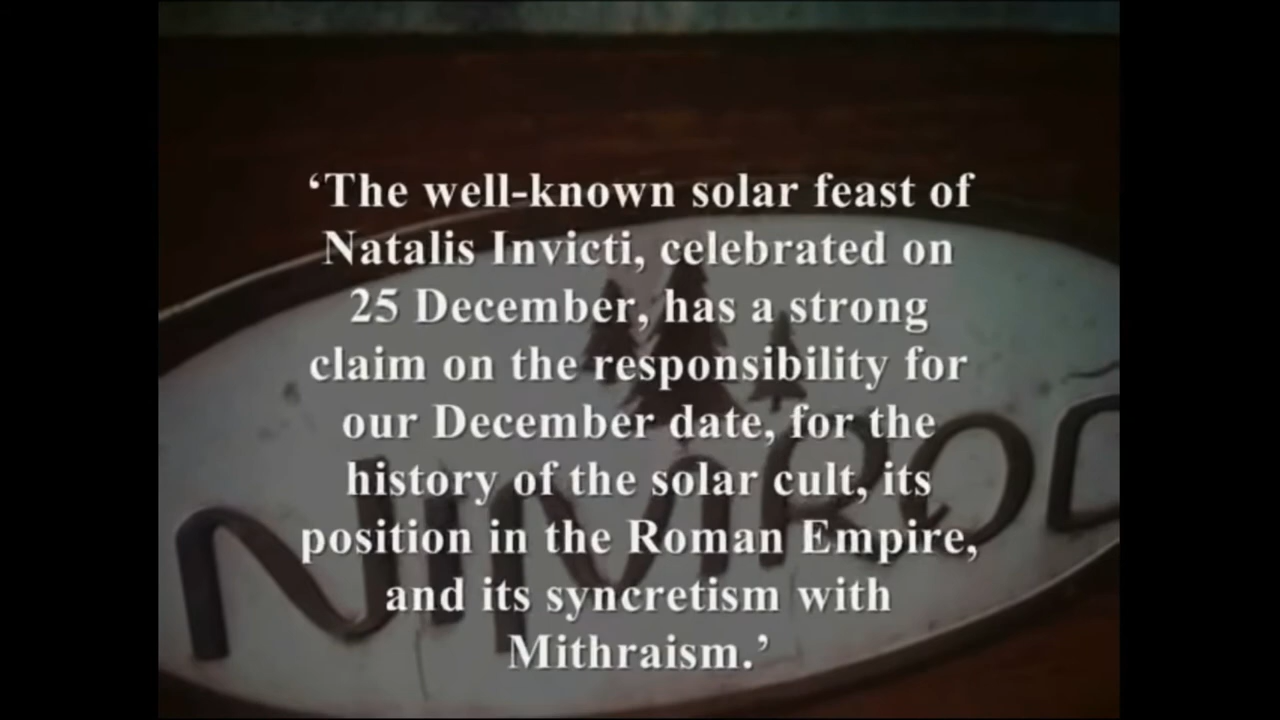 ‘The well-known solar feast of
Natalis Invicti, celebrated on
25 December, has a strong
claim on the responsibility for
our December date, for the
history of the solar cult, its
position in the Roman Empire,
and its syncretism with
Mithraism.’
NIMROD